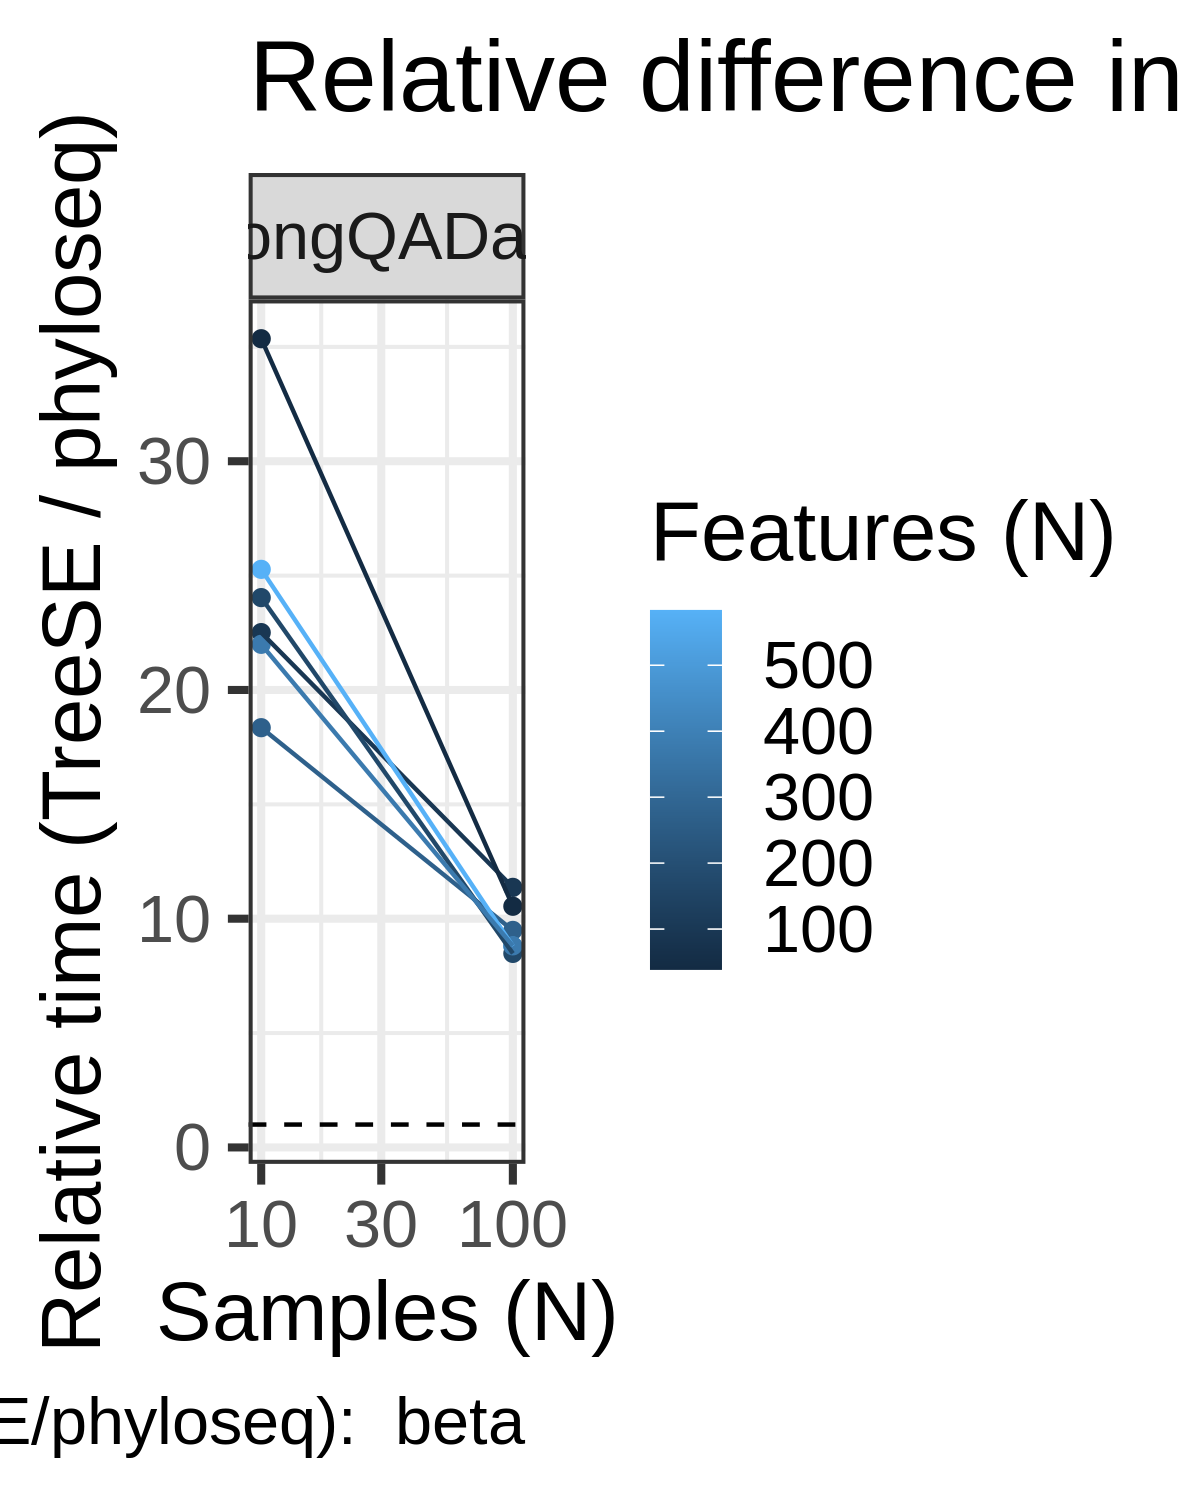 Relative difference in
ongQADa
Relative time (TreeSE / phyloseq)
30
20
10
0
10 30 100
Samples (N)
Features (N)
500
400
300
200
100
E/phyloseq): beta